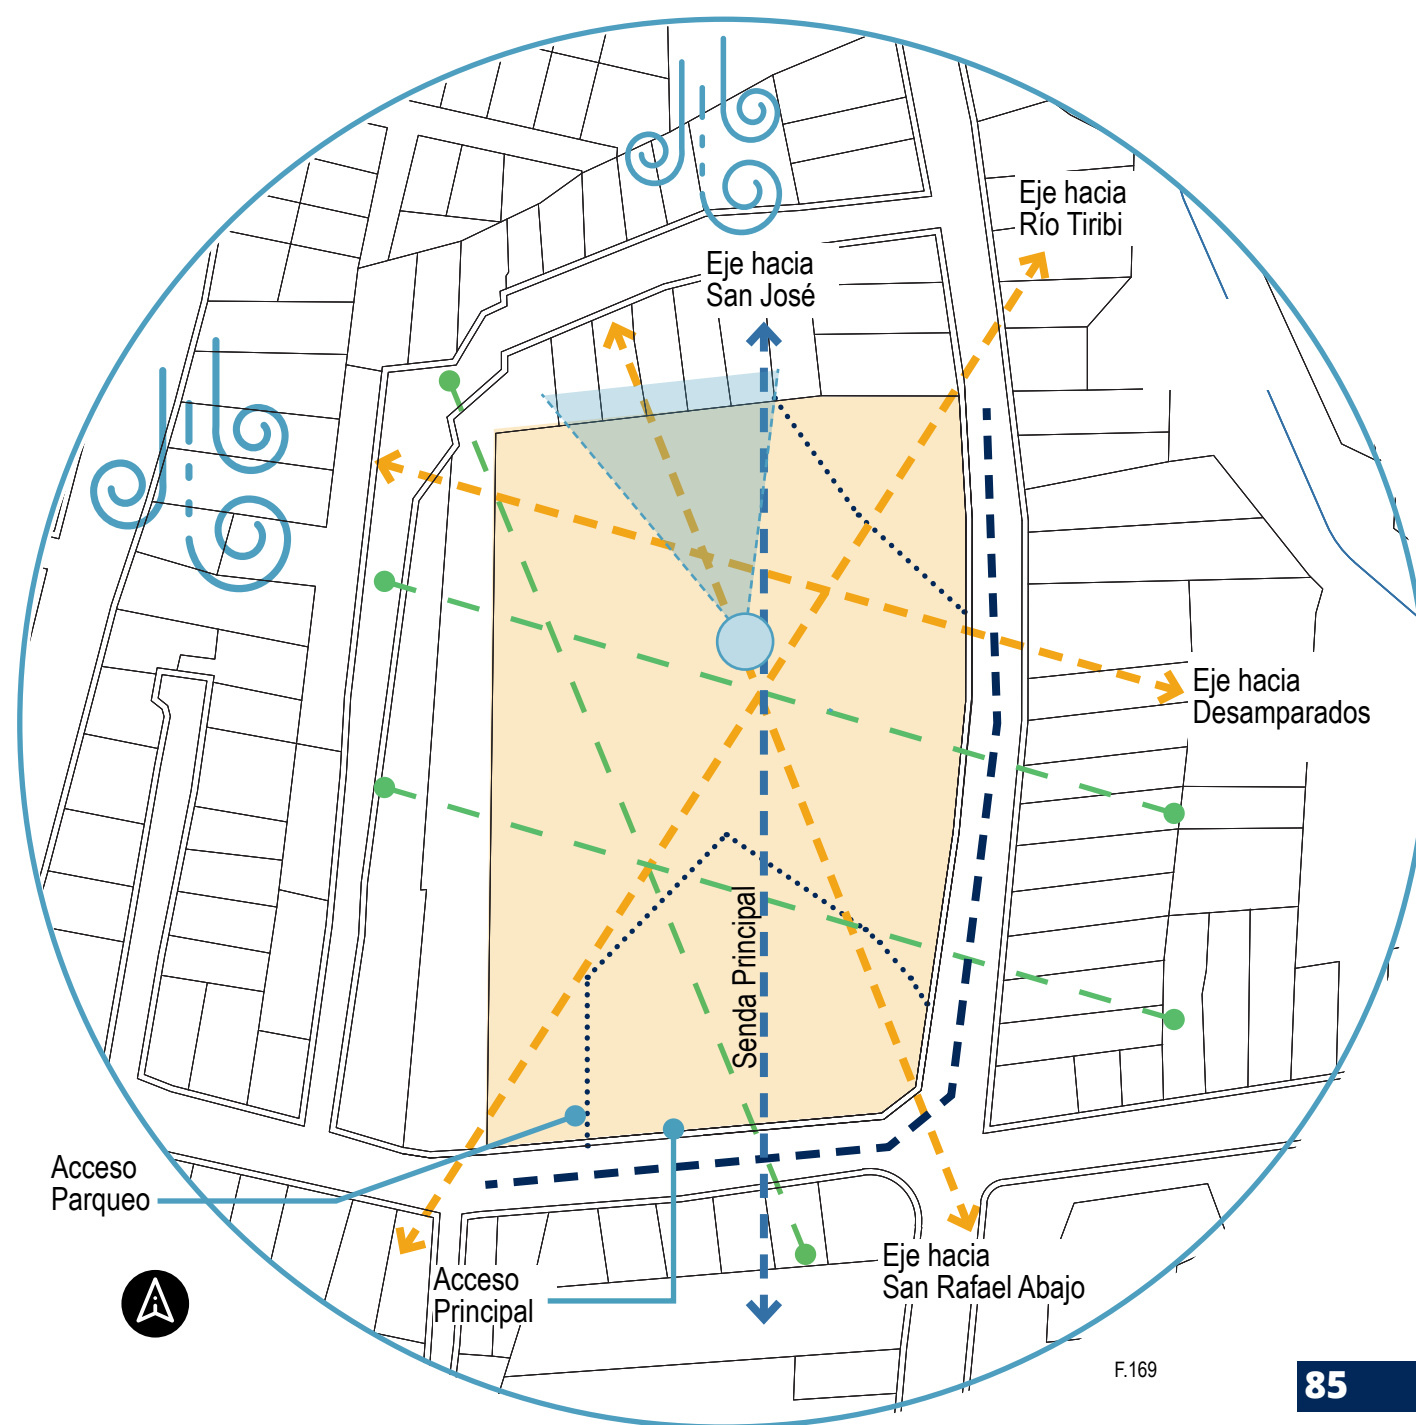 Eje hacia
Río Tiribi
Eje hacia
San José
Eje hacia
Desamparados
Senda Principal
Acceso
Parqueo
Acceso
Principal
Eje hacia
San Rafael Abajo
F.169
85